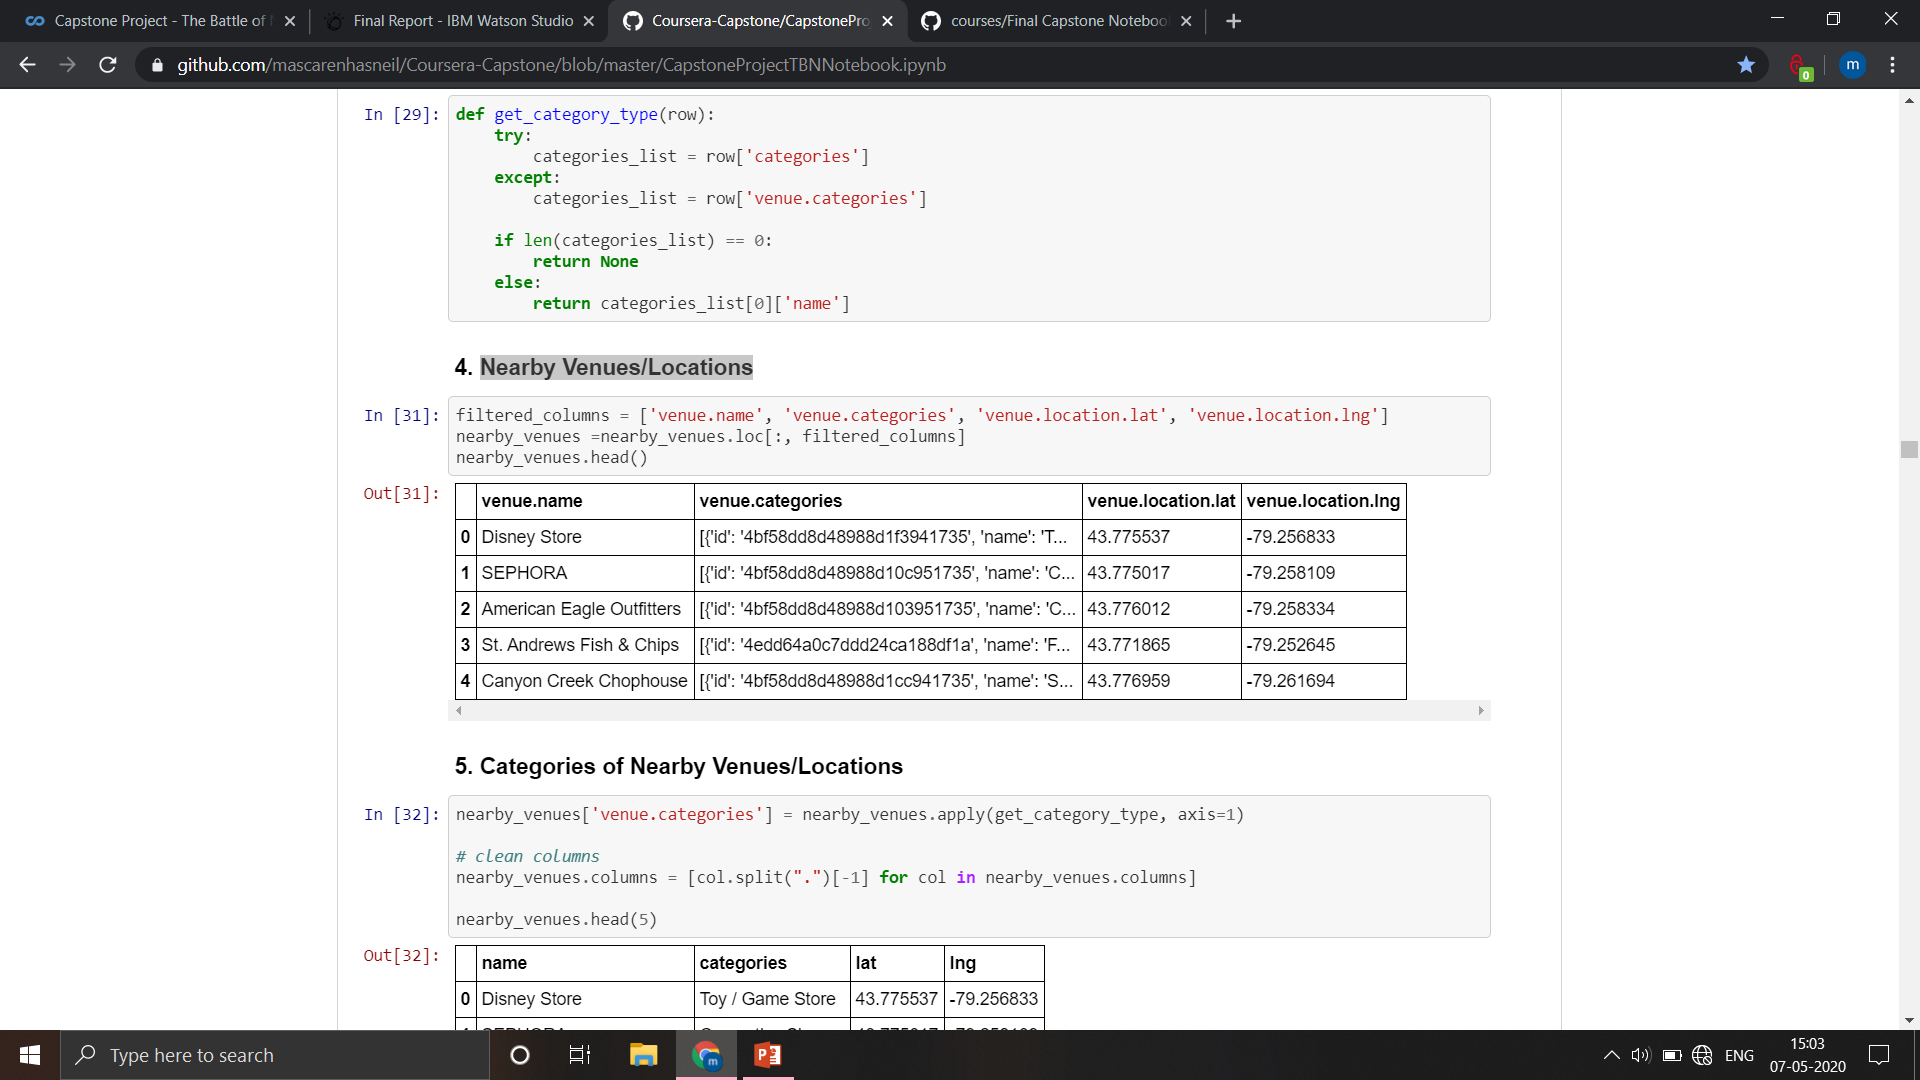 Capstone Project - The Battle of
Final Report - IBM Watson Studio
Coursera-Capstone/CapstonePro
courses/Final Capstone Notebook
github.com/mascarenhasneil/Coursera-Capstone/blob/master/CapstoneProjectTBNNotebook.ipynb
0
m
In [29]: def get_category_type(row):
    try:
        categories_list = row['categories']
    except:
        categories_list = row['venue.categories']
    if len(categories_list) == 0:
        return None
    else:
        return categories_list[0]['name']
4. Nearby Venues/Locations
In [31]: filtered_columns = ['venue.name', 'venue.categories', 'venue.location.lat', 'venue.location.lng']
nearby_venues =nearby_venues.loc[:, filtered_columns]
nearby_venues.head()
Out[31]:
venue.name venue.categories venue.location.lat venue.location.lng
0 Disney Store [{'id': '4bf58dd8d48988d1f3941735', 'name': 'T... 43.775537 -79.256833
1 SEPHORA [{'id': '4bf58dd8d48988d10c951735', 'name': 'C... 43.775017 -79.258109
2 American Eagle Outfitters [{'id': '4bf58dd8d48988d103951735', 'name': 'C... 43.776012 -79.258334
3 St. Andrews Fish & Chips [{'id': '4edd64a0c7ddd24ca188df1a', 'name': 'F... 43.771865 -79.252645
4 Canyon Creek Chophouse [{'id': '4bf58dd8d48988d1cc941735', 'name': 'S... 43.776959 -79.261694
5. Categories of Nearby Venues/Locations
In [32]: nearby_venues['venue.categories'] = nearby_venues.apply(get_category_type, axis=1)
# clean columns
nearby_venues.columns = [col.split(".")[-1] for col in nearby_venues.columns]
nearby_venues.head(5)
Out[32]:
name categories lat lng
0 Disney Store Toy / Game Store 43.775537 -79.256833
Type here to search
m
ENG
15:03
07-05-2020